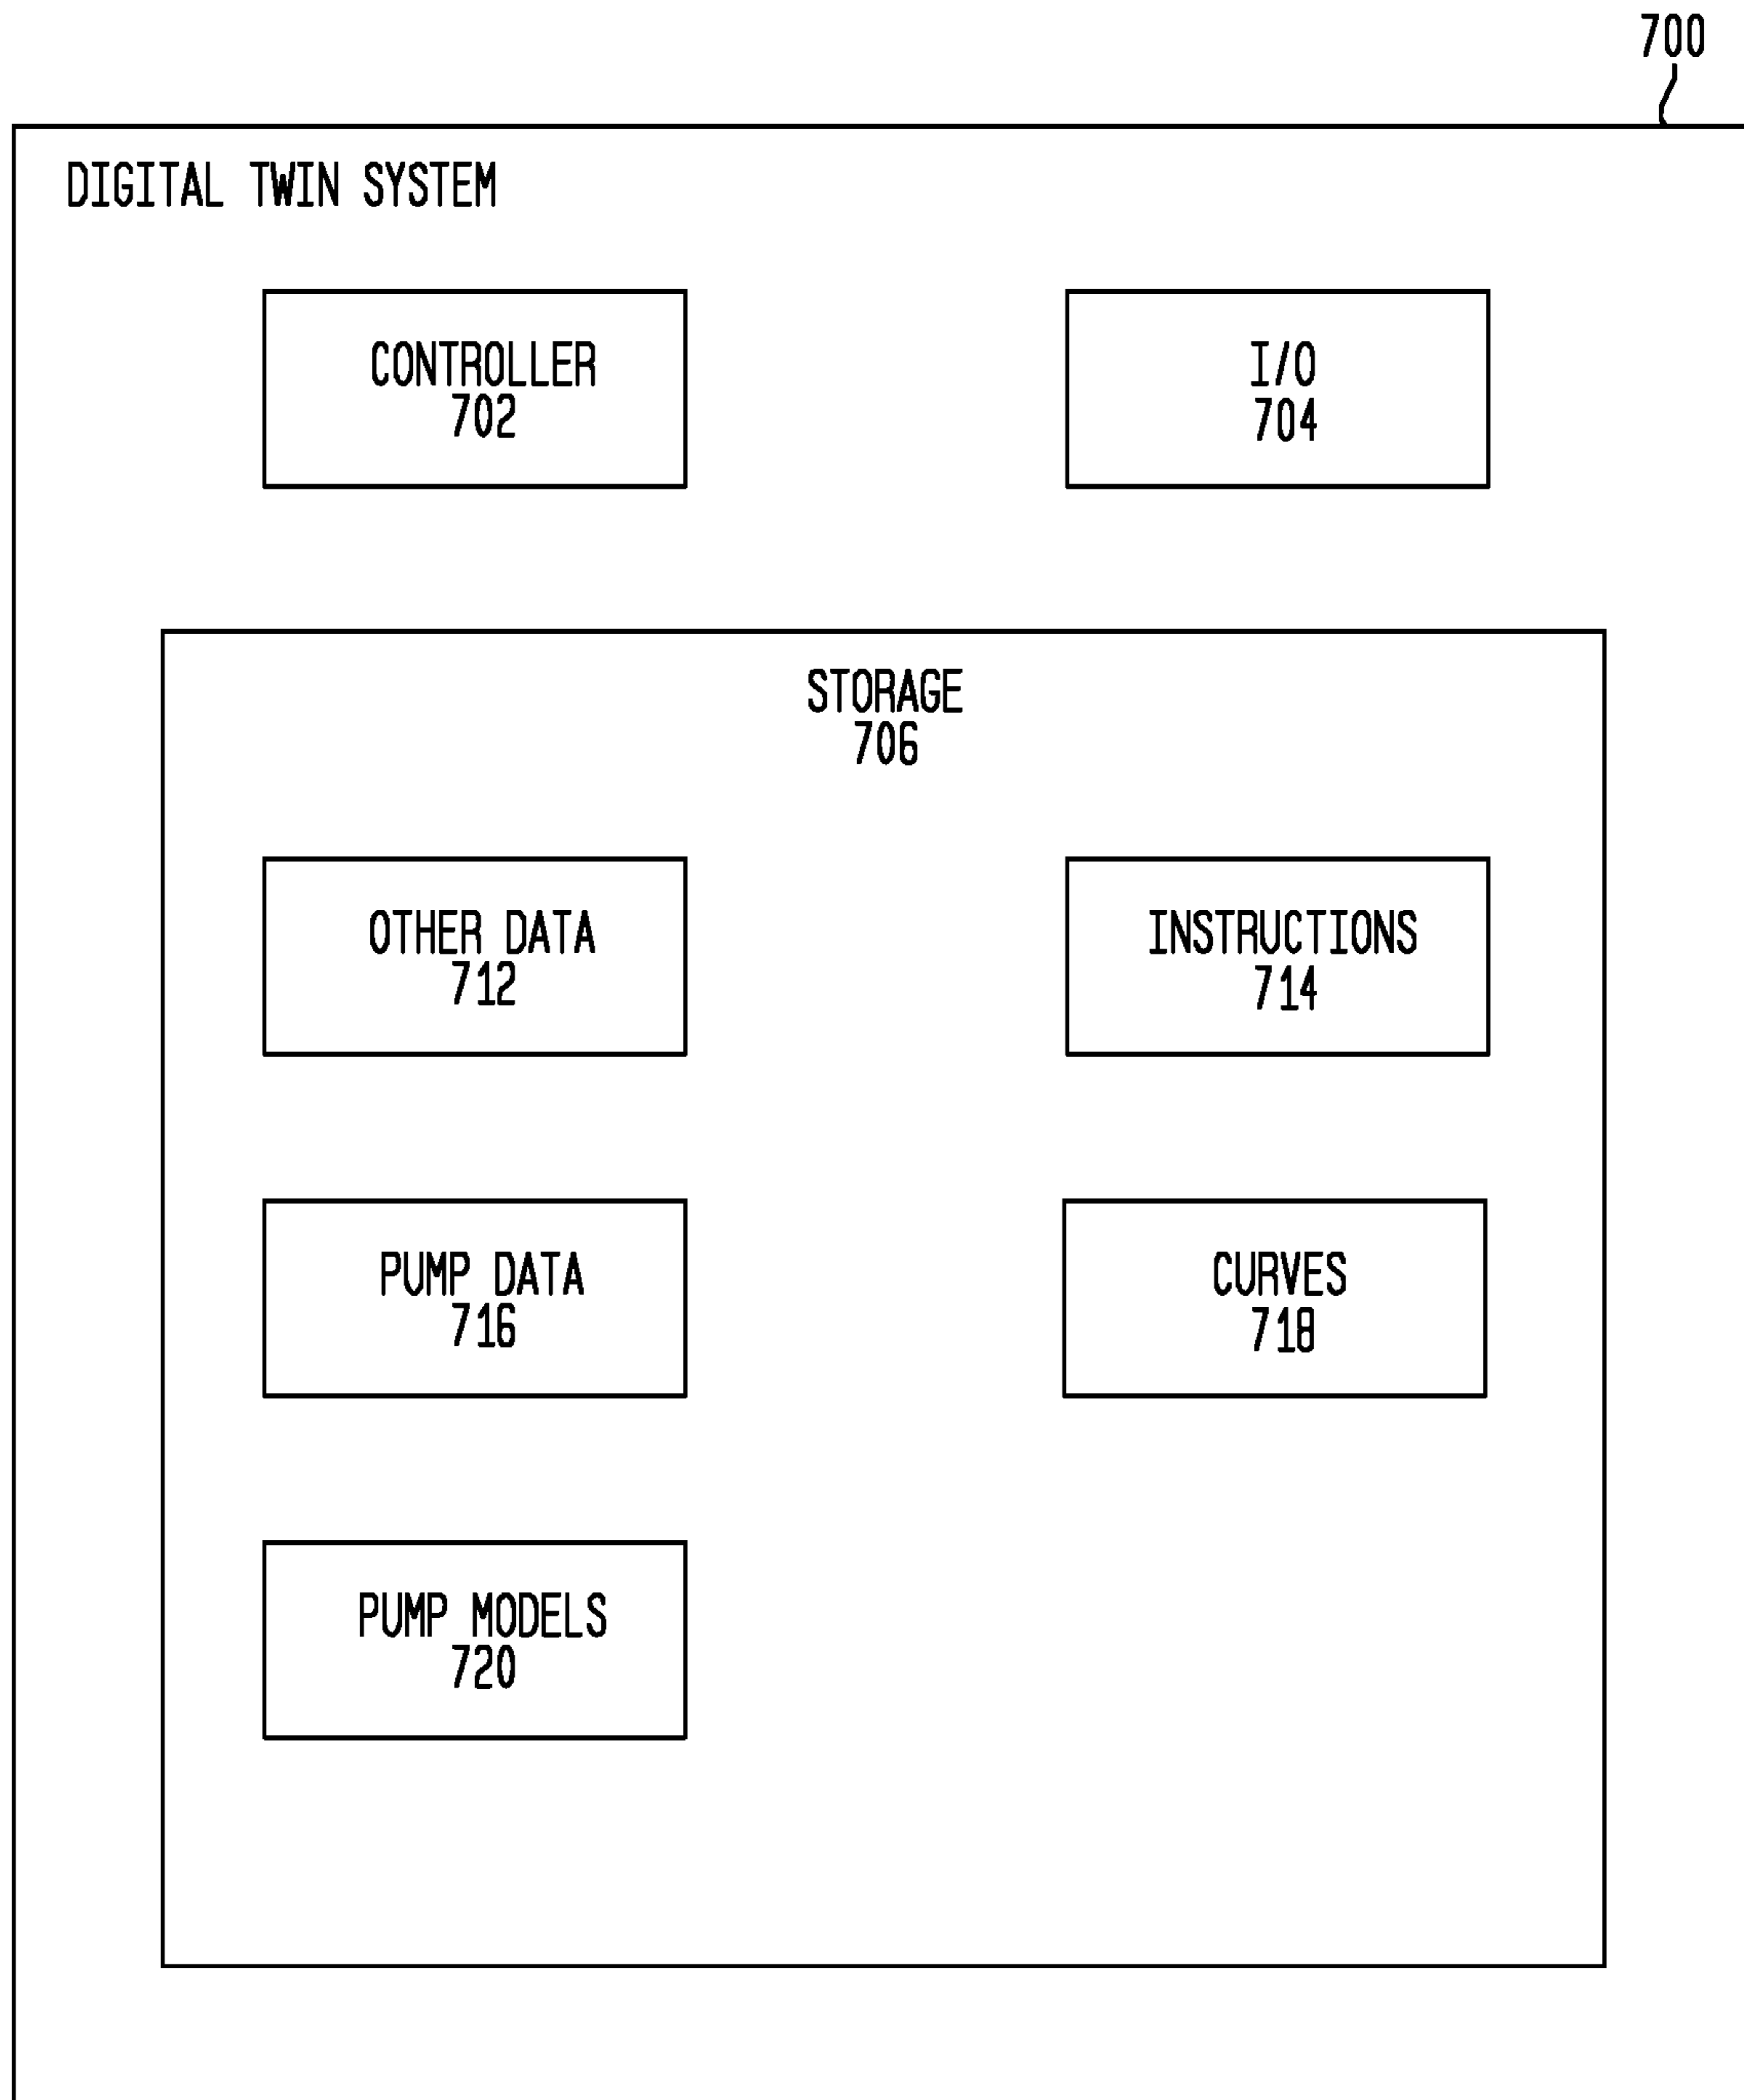 700
DIGITAL TWIN SYSTEM
CONTROLLER
702
I/O
704
STORAGE
706
OTHER DATA
712
INSTRUCTIONS
714
PUMP DATA
716
CURVES
718
PUMP MODELS
720